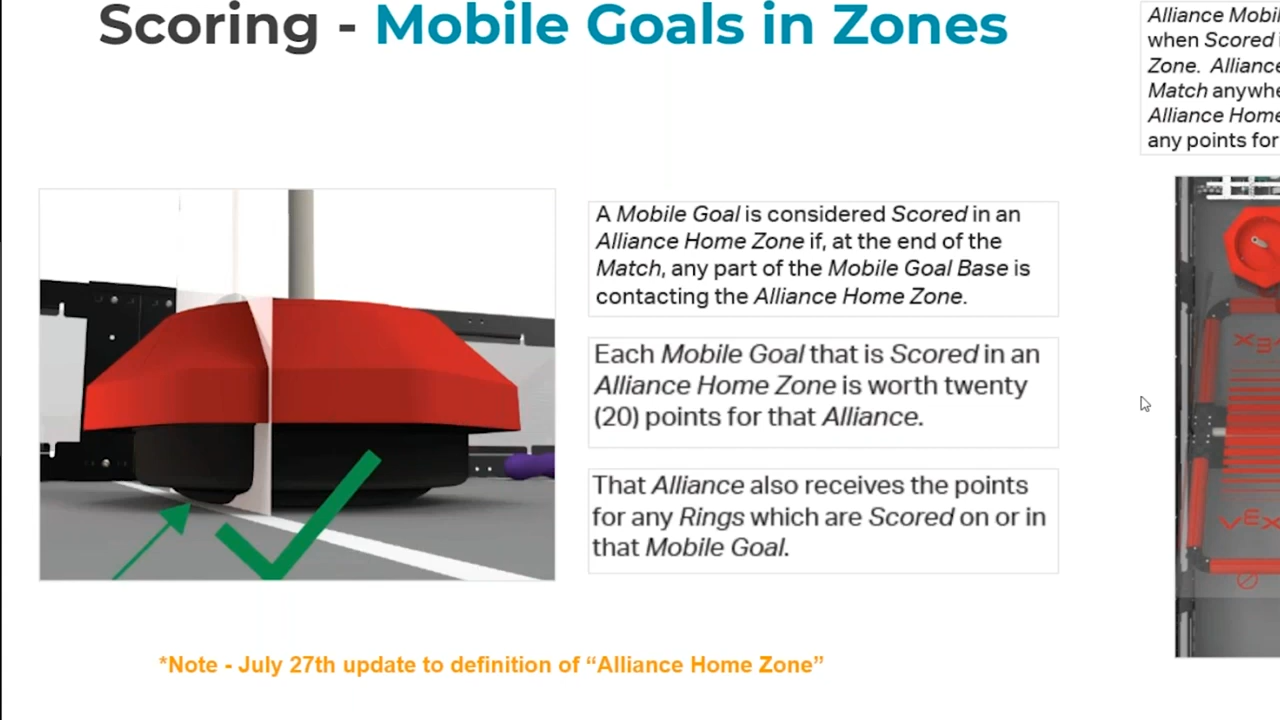 Scoring - Mobile Goals in Zones
A Mobile Goal is considered Scored in an
Alliance Home Zone if, at the end of the
Match, any part of the Mobile Goal Base is
contacting the Alliance Home Zone.
Each Mobile Goal that is Scored in an
Alliance Home Zone is worth twenty
(20) points for that Alliance.
That Alliance also receives the points
for any Rings which are Scored on or in
that Mobile Goal.
*Note - July 27th update to definition of “Alliance Home Zone”
Alliance
when Scored
Zone. Alliance
Match
Alliance Home
any points for
VEX